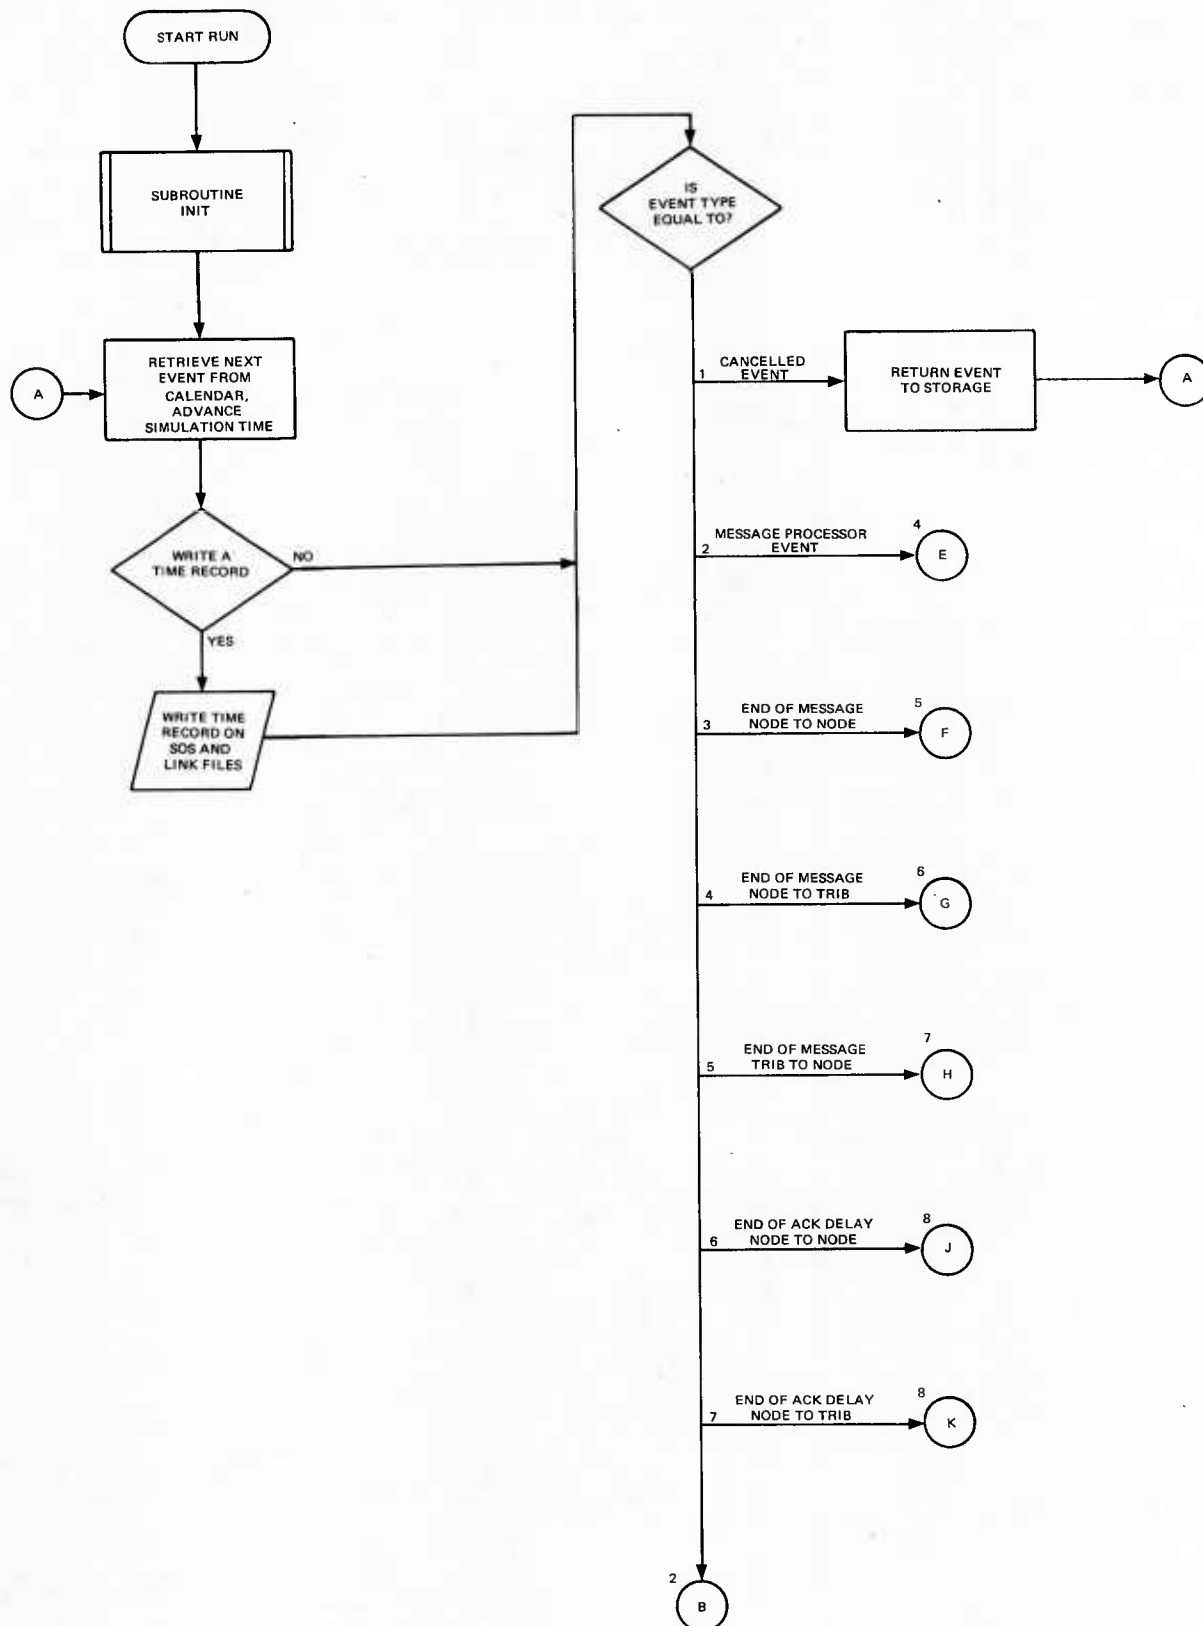 START RUN
SUBROUTINE
INIT
A
RETRIEVE NEXT
EVENT FROM
CALENDAR,
ADVANCE
SIMULATION TIME
WRITE A
TIME RECORD
NO
YES
WRITE TIME
RECORD ON
SOS AND
LINK FILES
IS
EVENT TYPE
EQUAL TO?
1
CANCELLED
EVENT
RETURN EVENT
TO STORAGE
A
2
MESSAGE PROCESSOR
EVENT
4
E
3
END OF MESSAGE
NODE TO NODE
5
F
4
END OF MESSAGE
NODE TO TRIB
6
G
5
END OF MESSAGE
TRIB TO NODE
7
H
6
END OF ACK DELAY
NODE TO NODE
8
J
7
END OF ACK DELAY
NODE TO TRIB
8
K
2
B